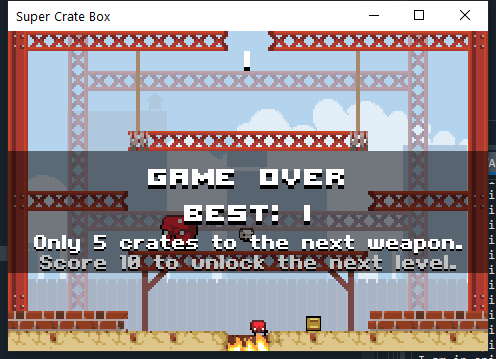 Super Crate Box
1
GAME OVER
BEST: 1
Only 5 crates to the next weapon.
Score 10 to unlock the next level.